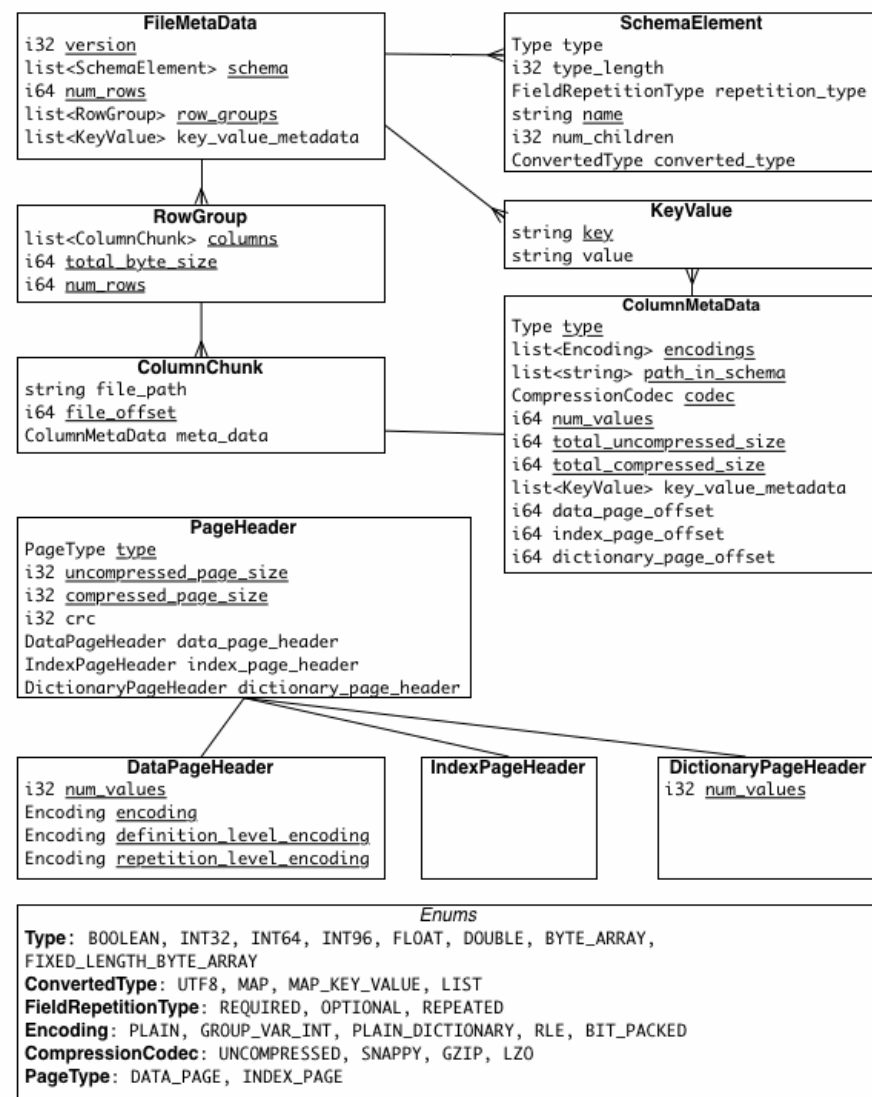 FileMetaData
i32 version
list<SchemaElement> schema
i64 num_rows
list<RowGroup> row_groups
list<KeyValue> key_value_metadata
SchemaElement
Type type
i32 type_length
FieldRepetitionType repetition_type
string name
i32 num_children
ConvertedType converted_type
RowGroup
list<ColumnChunk> columns
i64 total_byte_size
i64 num_rows
KeyValue
string key
string value
ColumnChunk
string file_path
i64 file_offset
ColumnMetaData meta_data
ColumnMetaData
Type type
list<Encoding> encodings
list<string> path_in_schema
CompressionCodec codec
i64 num_values
i64 total_uncompressed_size
i64 total_compressed_size
list<KeyValue> key_value_metadata
i64 data_page_offset
i64 index_page_offset
i64 dictionary_page_offset
PageHeader
PageType type
i32 uncompressed_page_size
i32 compressed_page_size
i32 crc
DataPageHeader data_page_header
IndexPageHeader index_page_header
DictionaryPageHeader dictionary_page_header
DataPageHeader
i32 num_values
Encoding encoding
Encoding definition_level_encoding
Encoding repetition_level_encoding
IndexPageHeader
DictionaryPageHeader
i32 num_values
Enums
Type: BOOLEAN, INT32, INT64, INT96, FLOAT, DOUBLE, BYTE_ARRAY,
FIXED_LENGTH_BYTE_ARRAY
ConvertedType: UTF8, MAP, MAP_KEY_VALUE, LIST
FieldRepetitionType: REQUIRED, OPTIONAL, REPEATED
Encoding: PLAIN, GROUP_VAR_INT, PLAIN_DICTIONARY, RLE, BIT_PACKED
CompressionCodec: UNCOMPRESSED, SNAPPY, GZIP, LZO
PageType: DATA_PAGE, INDEX_PAGE